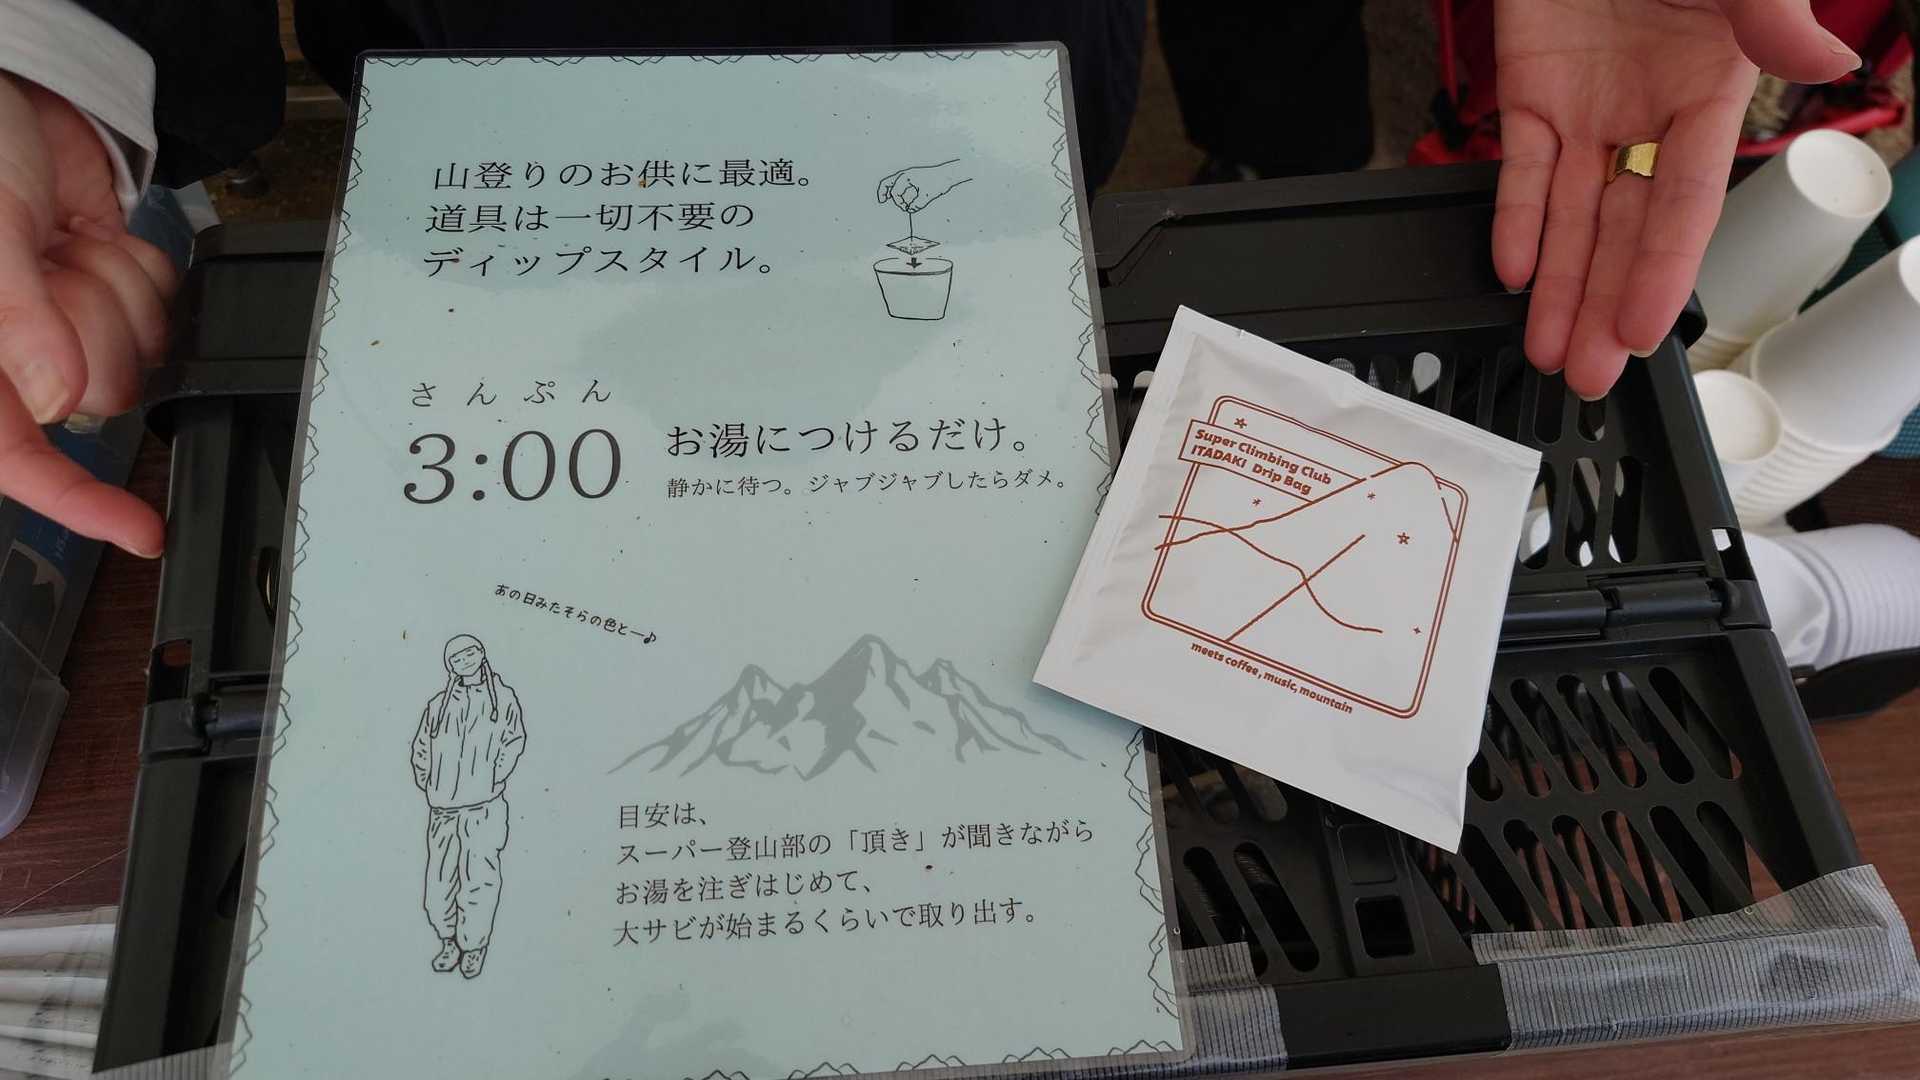 山登りのお供に最適。
道具は一切不要の
ディップスタイル。
さんぷん
3:00
お湯につけるだけ。
静かに待つ。ジャブジャブしたらダメ。
あの日みたそらの色と―♪
目安は、
スーパー登山部の「頂き」が聞きながら
お湯を注ぎはじめて、
大サビが始まるくらいで取り出す。
Super Climbing Club
ITADAKI Drip Bag
meets coffee, music, mountain